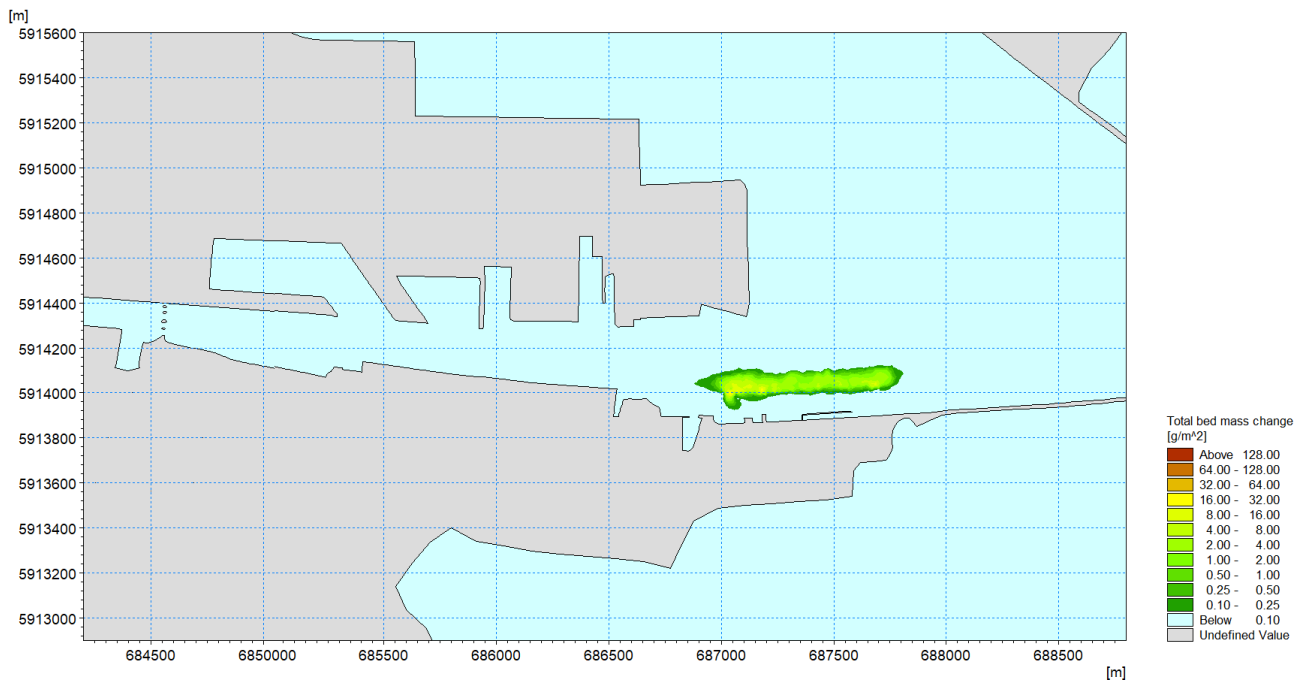 [m]
5915600
5915400
5915200
5915000
5914800
5914600
5914400
5914200
5914000
5913800
5913600
5913400
5913200
5913000
684500 6850000 685500 686000 686500 687000 687500 688000 688500
[m]
Total bed mass change
[g/m^2]
Above 128.00
64.00 - 128.00
32.00 - 64.00
16.00 - 32.00
8.00 - 16.00
4.00 - 8.00
2.00 - 4.00
1.00 - 2.00
0.50 - 1.00
0.25 - 0.50
0.10 - 0.25
Below 0.10
Undefined Value